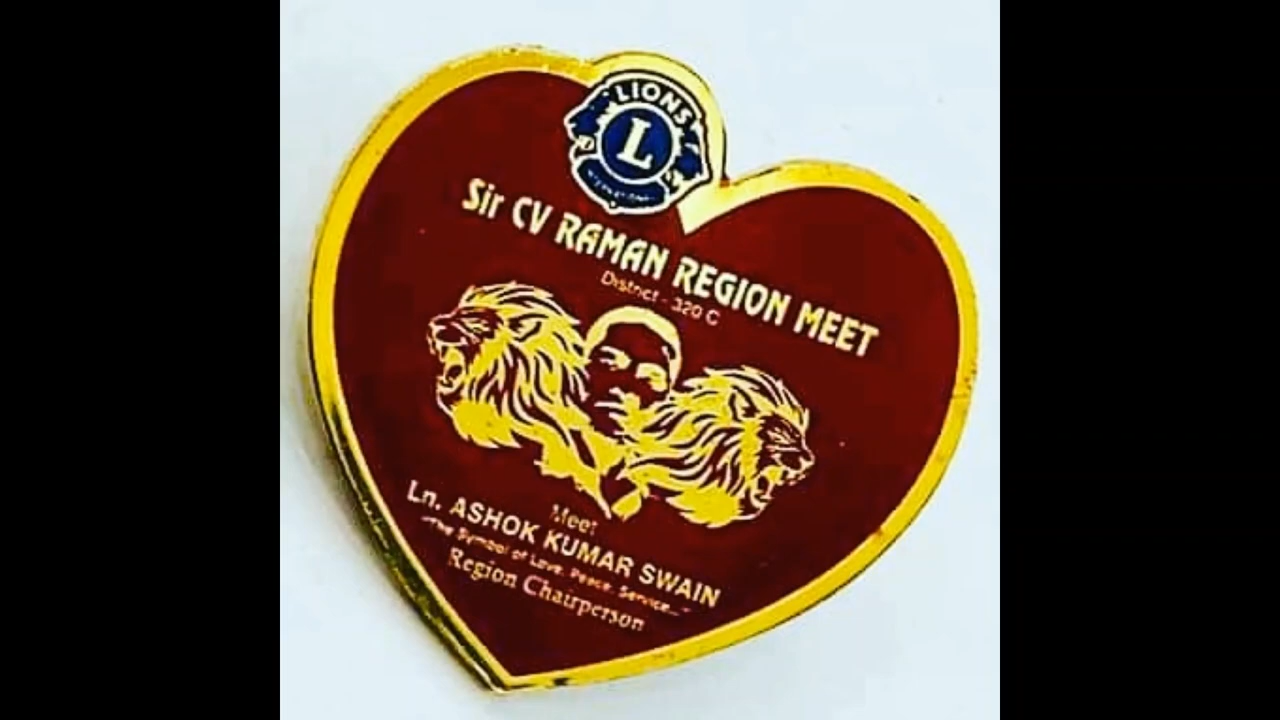 LIONS
L
INTERNATIONAL
Sir CV RAMAN REGION MEET
District - 320 C
Meet
Ln. ASHOK KUMAR SWAIN
"The Symbol of Love, Peace, Service..."
Region Chairperson